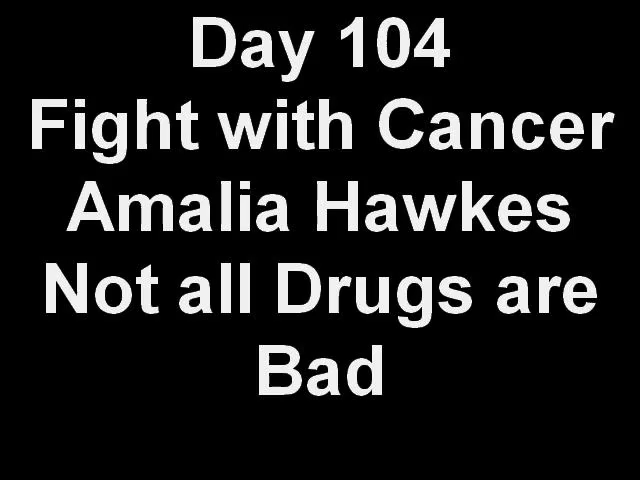 Day 104
Fight with Cancer
Amalia Hawkes
Not all Drugs are
Bad